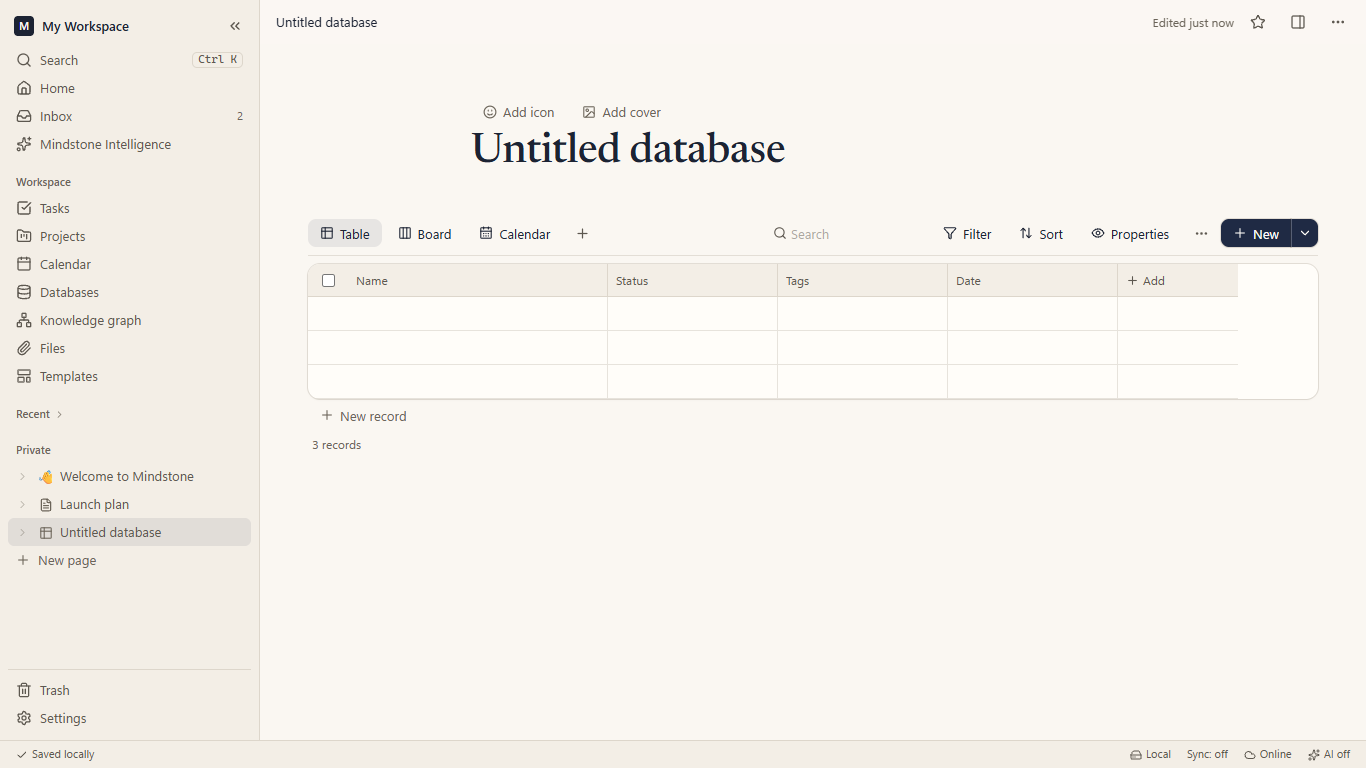 M My Workspace
Search Ctrl K
Home
Inbox 2
Mindstone Intelligence
Workspace
Tasks
Projects
Calendar
Databases
Knowledge graph
Files
Templates
Recent
Private
Welcome to Mindstone
Launch plan
Untitled database
New page
Trash
Settings
Untitled database Edited just now
Add icon Add cover
Untitled database
Table Board Calendar Search Filter Sort Properties New
Name Status Tags Date Add
New record
3 records
Saved locally Local Sync: off Online AI off